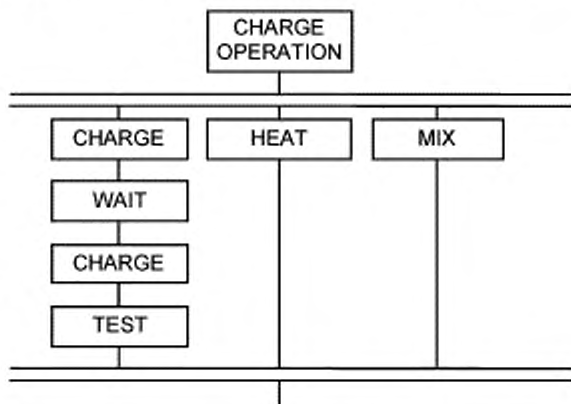 CHARGE
OPERATION
CHARGE
HEAT
MIX
WAIT
CHARGE
TEST